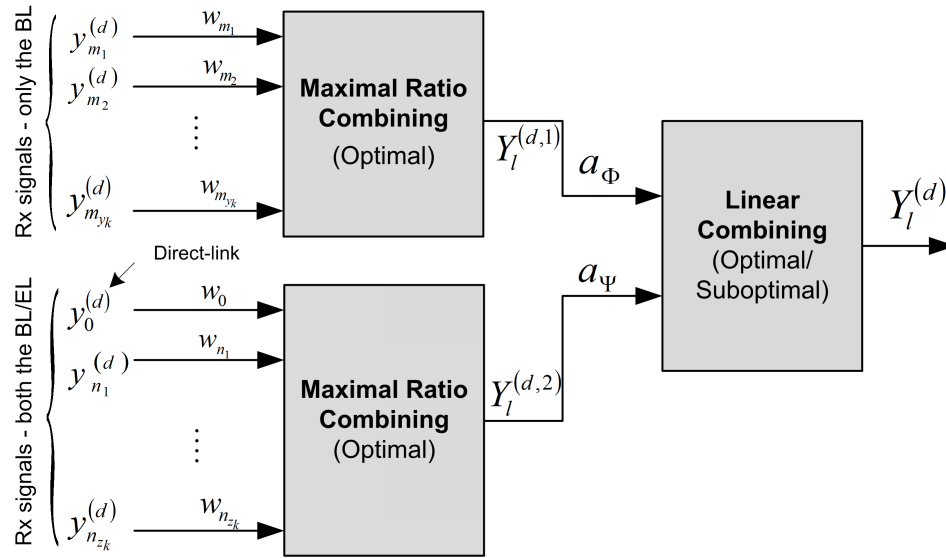 Rx signals - only the BL
y_{m_1}^{(d)}
w_{m_1}
y_{m_2}^{(d)}
w_{m_2}
⋮
y_{m_{y_k}}^{(d)}
w_{m_{y_k}}
Maximal Ratio
Combining
(Optimal)
Y_l^{(d,1)}
a_Φ
Direct-link
Rx signals - both the BL/EL
y_0^{(d)}
w_0
y_{n_1}^{(d)}
w_{n_1}
⋮
y_{n_{z_k}}^{(d)}
w_{n_{z_k}}
Maximal Ratio
Combining
(Optimal)
Y_l^{(d,2)}
a_Ψ
Linear
Combining
(Optimal/
Suboptimal)
Y_l^{(d)}